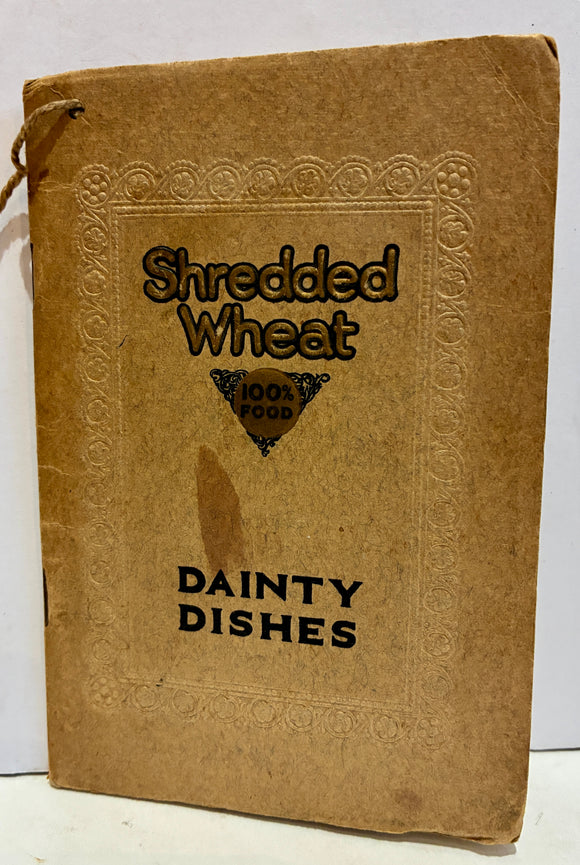 Shredded
Wheat
100%
FOOD
DAINTY
DISHES